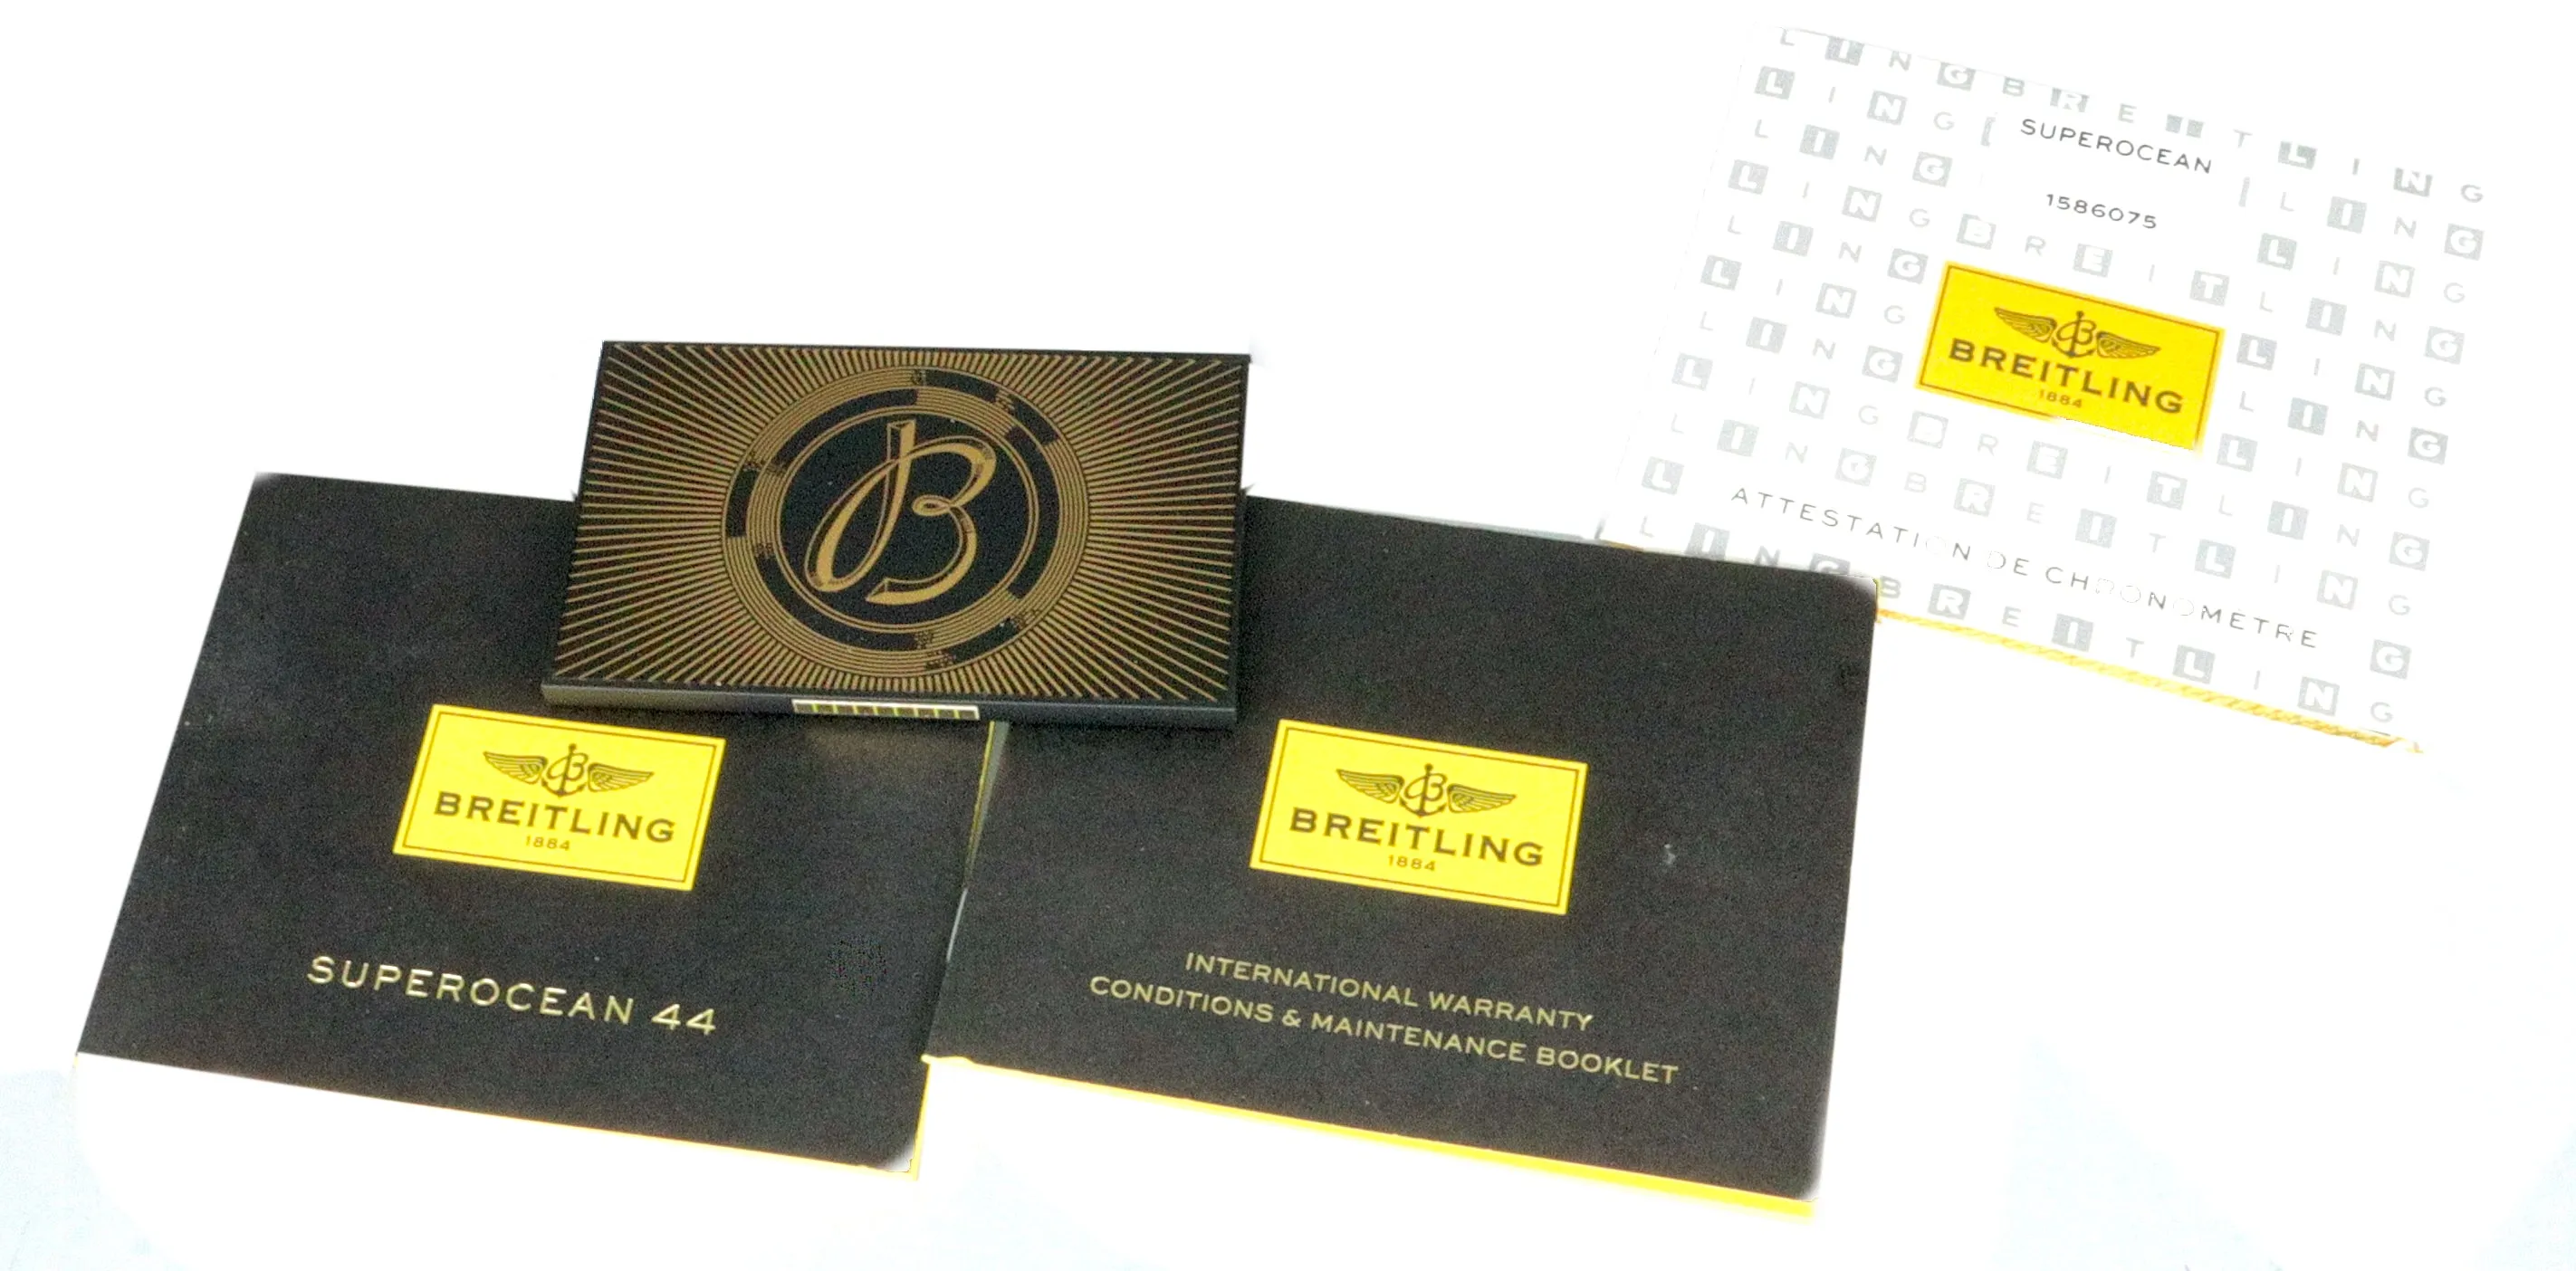 SUPEROCEAN
1586075
BREITLING
1884
ATTESTATION DE CHRONOMETRE
B
BREITLING
1884
SUPEROCEAN 44
BREITLING
1884
INTERNATIONAL WARRANTY
CONDITIONS & MAINTENANCE BOOKLET